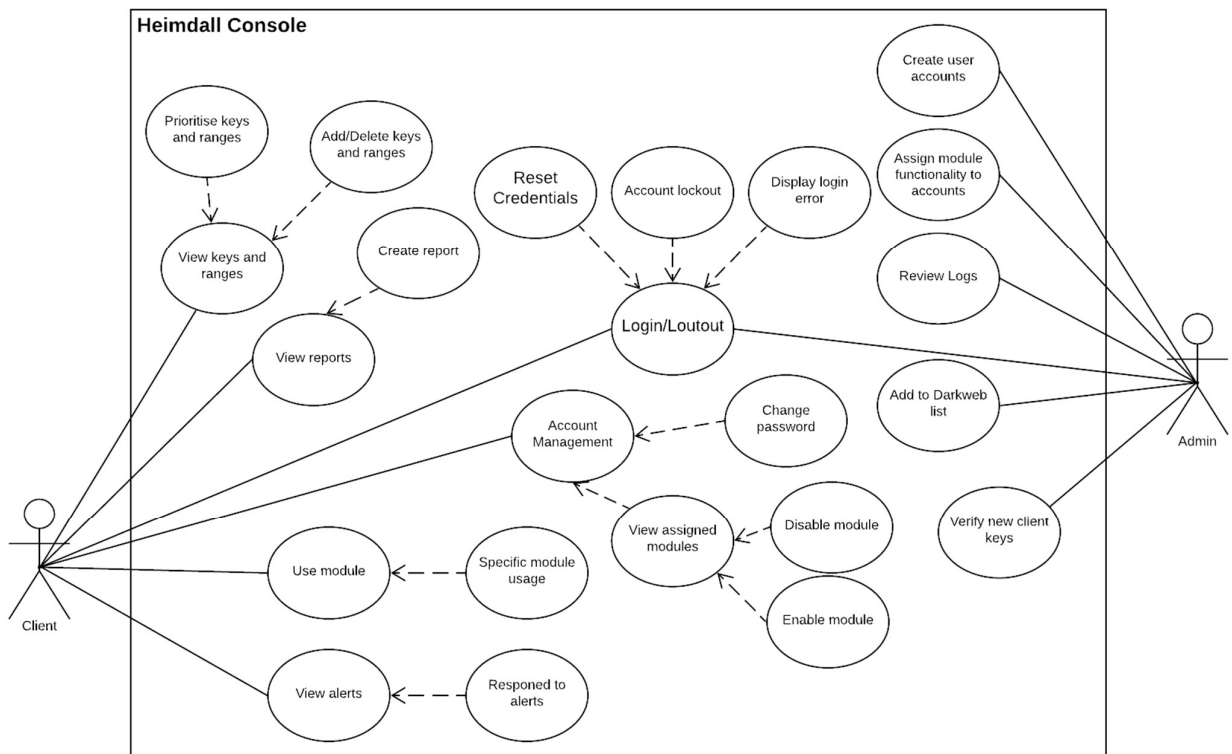 Heimdall Console
Create user
accounts
Prioritise keys
and ranges
Add/Delete keys
and ranges
Reset
Credentials
Account lockout
Display login
error
Assign module
functionality to
accounts
View keys and
ranges
Create report
Review Logs
Login/Loutout
View reports
Add to Darkweb
list
Admin
Account
Management
Change
password
View assigned
modules
Disable module
Verify new client
keys
Use module
Specific module
usage
Enable module
Client
View alerts
Responed to
alerts